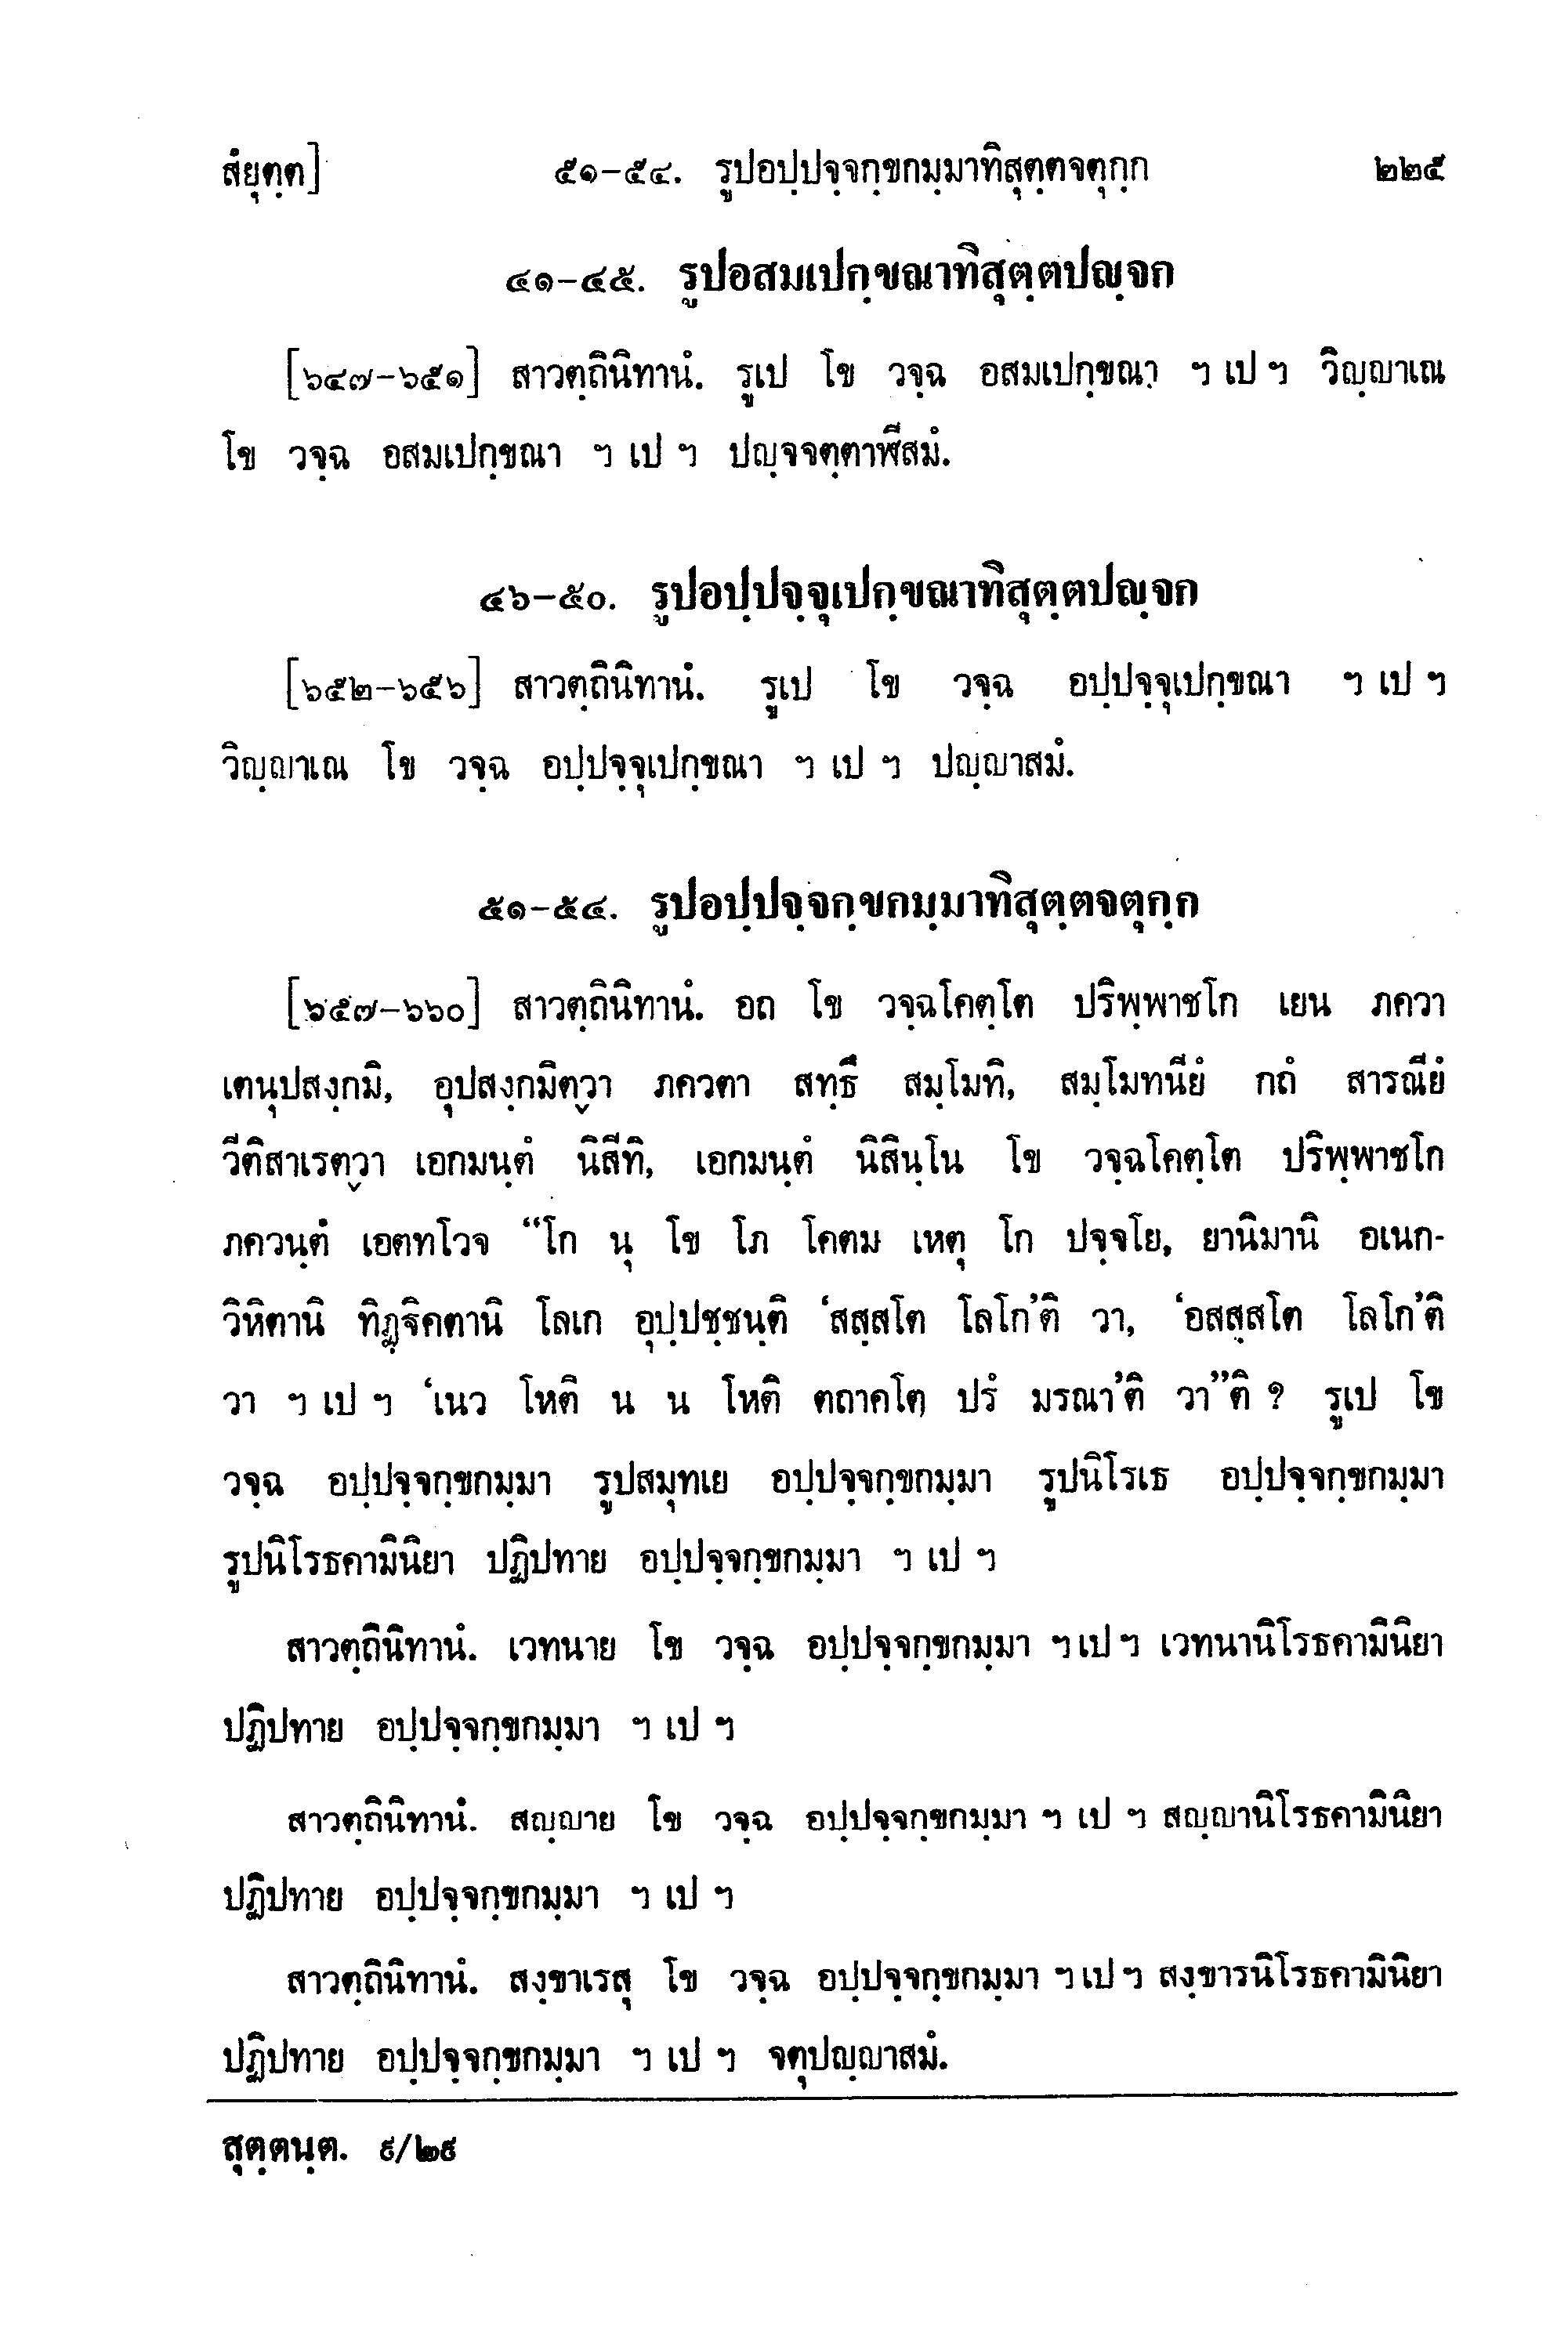 สํยุตฺต] ๕๑-๕๔. รูปอปฺปจฺจกฺขกมฺมาทิสุตฺตจตุกฺก ๒๒๕
๔๑-๔๕. รูปอสมเปกฺขณาทิสุตฺตปญฺจก
[๖๔๗-๖๕๑] สาวตฺถินิทานํ. รูเป โข วจฺฉ อสมเปกฺขณา ฯ เป ฯ วิญฺญาเณ
โข วจฺฉ อสมเปกฺขณา ฯ เป ฯ ปญฺจจตฺตาฬีสมํ.
๔๖-๕๐. รูปอปฺปจฺจุเปกฺขณาทิสุตฺตปญฺจก
[๖๕๒-๖๕๖] สาวตฺถินิทานํ. รูเป โข วจฺฉ อปฺปจฺจุเปกฺขณา ฯ เป ฯ
วิญฺญาเณ โข วจฺฉ อปฺปจฺจุเปกฺขณา ฯ เป ฯ ปญฺญาสมํ.
๕๑-๕๔. รูปอปฺปจฺจกฺขกมฺมาทิสุตฺตจตุกฺก
[๖๕๗-๖๖๐] สาวตฺถินิทานํ. อถ โข วจฺฉโคตฺโต ปริพฺพาชโก เยน ภควา
เตนุปสงฺกมิ, อุปสงฺกมิตฺวา ภควตา สทฺธึ สมฺโมทิ, สมฺโมทนียํ กถํ สารณียํ
วีติสาเรตฺวา เอกมนฺตํ นิสีทิ, เอกมนฺตํ นิสินฺโน โข วจฺฉโคตฺโต ปริพฺพาชโก
ภควนฺตํ เอตทโวจ “โก นุ โข โภ โคตม เหตุ โก ปจฺจโย, ยานิมานิ อเนก-
วิหิตานิ ทิฏฺฐิคตานิ โลเก อุปฺปชฺชนฺติ ‘สสฺสโต โลโก’ติ วา, ‘อสสฺสโต โลโก’ติ
วา ฯ เป ฯ ‘เนว โหติ น น โหติ ตถาคโต ปรํ มรณา’ติ วา”ติ ? รูเป โข
วจฺฉ อปฺปจฺจกฺขกมฺมา รูปสมุทเย อปฺปจฺจกฺขกมฺมา รูปนิโรเธ อปฺปจฺจกฺขกมฺมา
รูปนิโรธคามินิยา ปฏิปทาย อปฺปจฺจกฺขกมฺมา ฯ เป ฯ
สาวตฺถินิทานํ. เวทนาย โข วจฺฉ อปฺปจฺจกฺขกมฺมา ฯ เป ฯ เวทนานิโรธคามินิยา
ปฏิปทาย อปฺปจฺจกฺขกมฺมา ฯ เป ฯ
สาวตฺถินิทานํ. สญฺญาย โข วจฺฉ อปฺปจฺจกฺขกมฺมา ฯ เป ฯ สญฺญานิโรธคามินิยา
ปฏิปทาย อปฺปจฺจกฺขกมฺมา ฯ เป ฯ
สาวตฺถินิทานํ. สงฺขาเรสุ โข วจฺฉ อปฺปจฺจกฺขกมฺมา ฯ เป ฯ สงฺขารนิโรธคามินิยา
ปฏิปทาย อปฺปจฺจกฺขกมฺมา ฯ เป ฯ จตุปญฺญาสมํ.
สุตฺตนฺต. ๙/๒๙